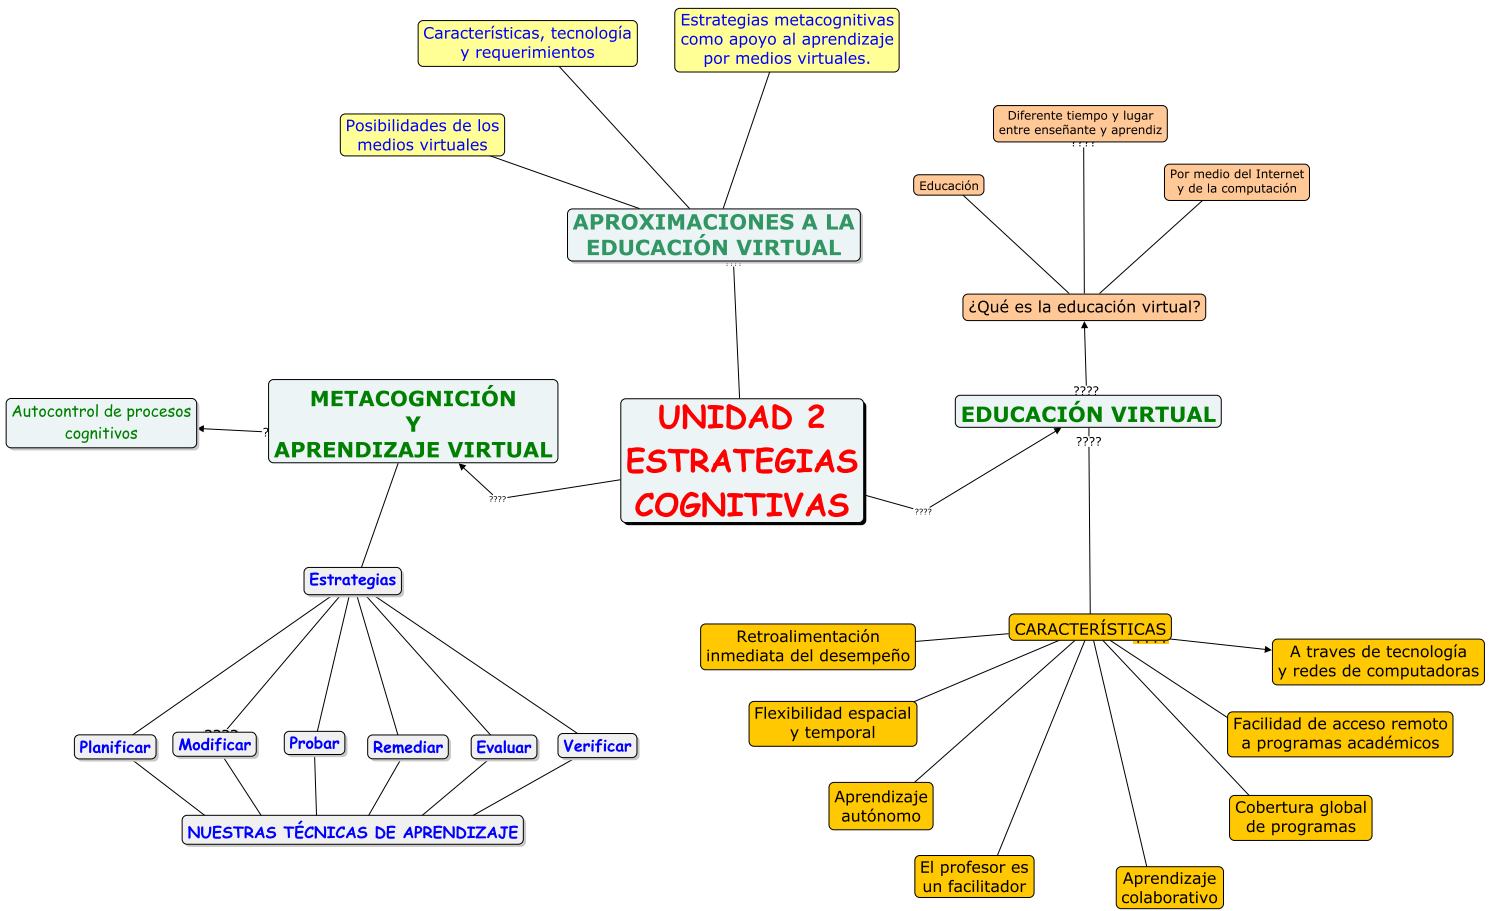 Características, tecnología
y requerimientos
Estrategias metacognitivas
como apoyo al aprendizaje
por medios virtuales.
Posibilidades de los
medios virtuales
APROXIMACIONES A LA
EDUCACIÓN VIRTUAL
????
Diferente tiempo y lugar
entre enseñante y aprendiz
????
Educación
Por medio del Internet
y de la computación
¿Qué es la educación virtual?
????
EDUCACIÓN VIRTUAL
????
Autocontrol de procesos
cognitivos
?
METACOGNICIÓN
Y
APRENDIZAJE VIRTUAL
????
UNIDAD 2
ESTRATEGIAS
COGNITIVAS
????
Estrategias
????
Planificar
Modificar
Probar
Remediar
Evaluar
Verificar
NUESTRAS TÉCNICAS DE APRENDIZAJE
CARACTERÍSTICAS
????
Retroalimentación
inmediata del desempeño
A traves de tecnología
y redes de computadoras
Flexibilidad espacial
y temporal
Facilidad de acceso remoto
a programas académicos
Aprendizaje
autónomo
Cobertura global
de programas
El profesor es
un facilitador
Aprendizaje
colaborativo